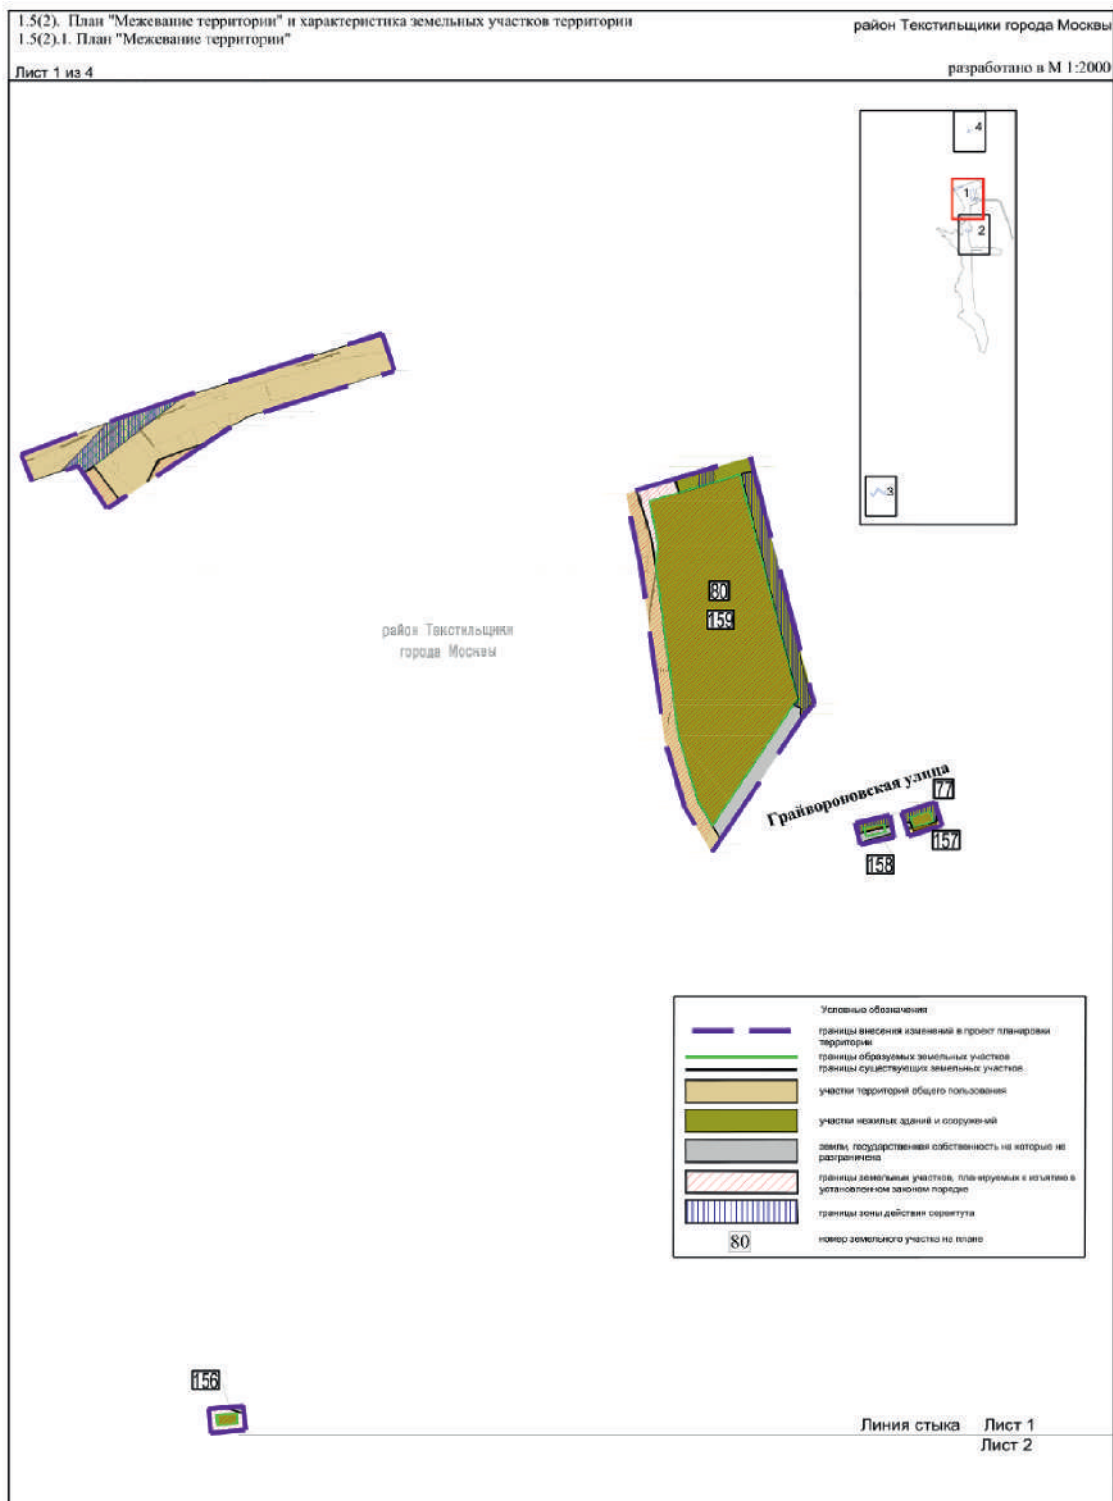 1.5(2). План "Межевание территории" и характеристика земельных участков территории
1.5(2).1. План "Межевание территории"
район Текстильщики города Москвы
Лист 1 из 4
разработано в М 1:2000
4
1
2
3
80
159
район Текстильщики
города Москвы
Грайвороновская улица
77
157
158
Условные обозначения
границы внесения изменений в проект планировки
территории
границы образуемых земельных участков
границы существующих земельных участков
участки территорий общего пользования
участки нежилых зданий и сооружений
земли, государственная собственность на которые не
разграничена
границы земельных участков, планируемых к изъятию в
установленном законом порядке
границы зоны действия сервитута
80
номер земельного участка на плане
156
Линия стыка Лист 1
Лист 2